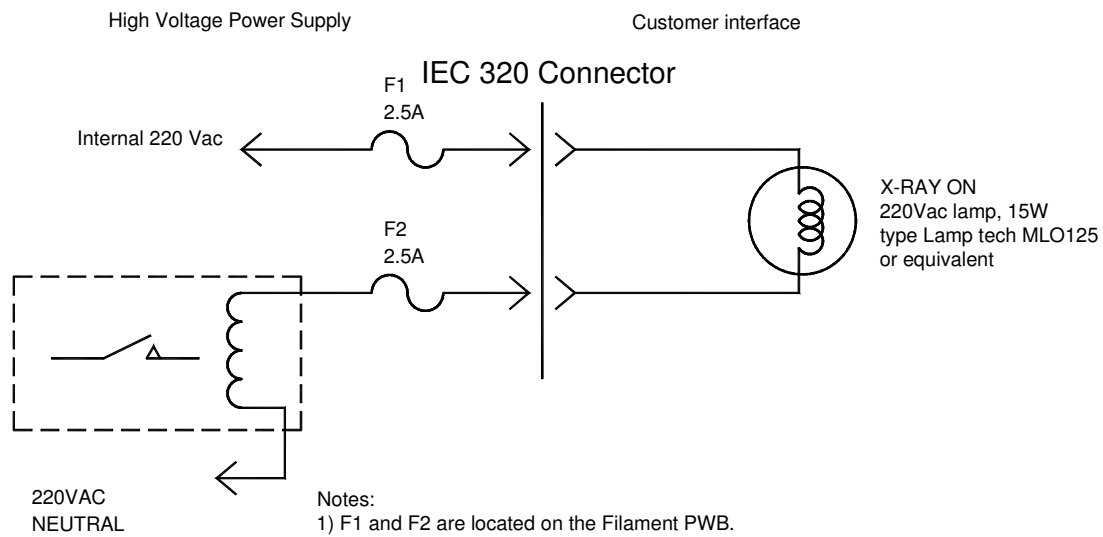 High Voltage Power Supply
Customer interface
IEC 320 Connector
F1
2.5A
Internal 220 Vac
X-RAY ON
220Vac lamp, 15W
type Lamp tech MLO125
or equivalent
F2
2.5A
220VAC
NEUTRAL
Notes:
1) F1 and F2 are located on the Filament PWB.